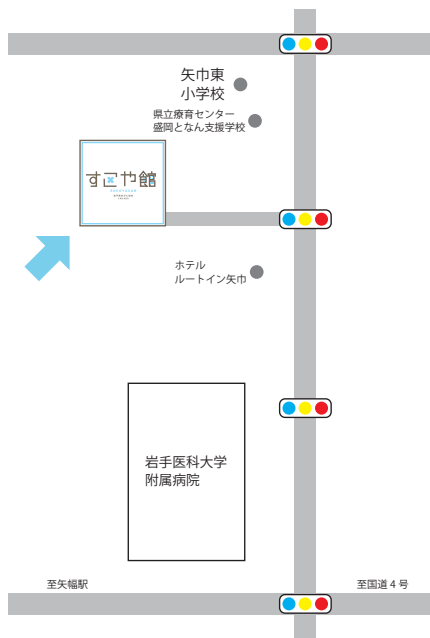 矢巾東
小学校
県立療育センター
盛岡となん支援学校
すこや館
ホテル
ルートイン矢巾
岩手医科大学
附属病院
至矢幅駅
至国道4号